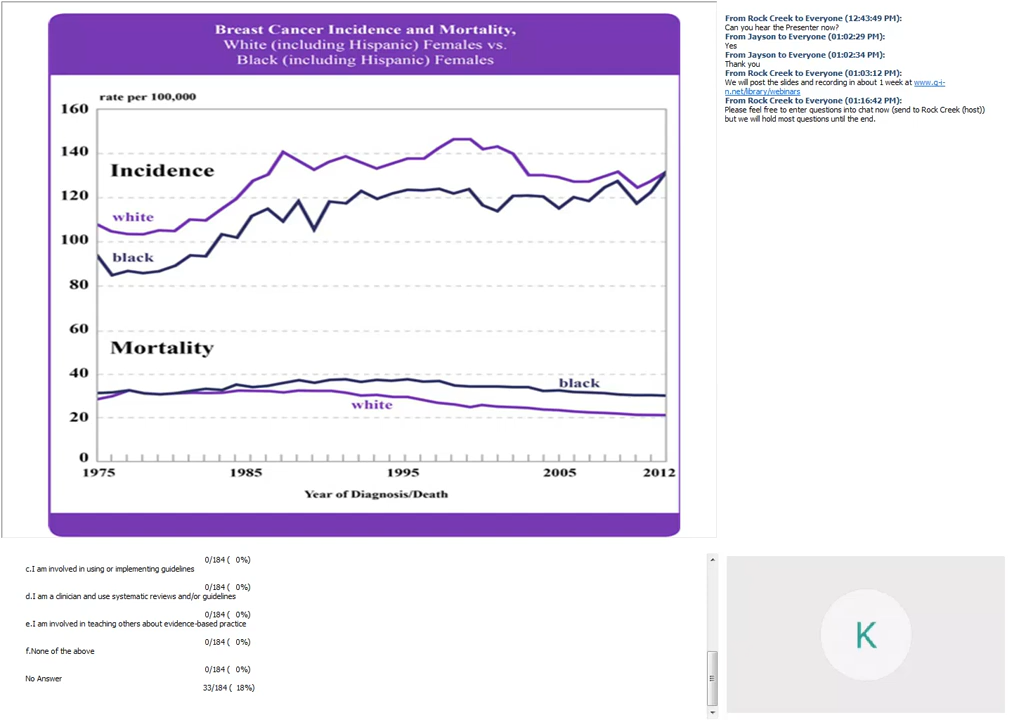 Breast Cancer Incidence and Mortality,
White (including Hispanic) Females vs.
Black (including Hispanic) Females
rate per 100,000
160
140
Incidence
120
white
100
black
80
60
Mortality
40
black
white
20
0
1975
1985
1995
2005
2012
Year of Diagnosis/Death
From Rock Creek to Everyone (12:43:49 PM):
Can you hear the Presenter now?
From Jayson to Everyone (01:02:29 PM):
Yes
From Jayson to Everyone (01:02:34 PM):
Thank you
From Rock Creek to Everyone (01:03:12 PM):
We will post the slides and recording in about 1 week at www.g-i-
n.net/library/webinars
From Rock Creek to Everyone (01:16:42 PM):
Please feel free to enter questions into chat now (send to Rock Creek (host))
but we will hold most questions until the end.
0/184 ( 0%)
c.I am involved in using or implementing guidelines
0/184 ( 0%)
d.I am a clinician and use systematic reviews and/or guidelines
0/184 ( 0%)
e.I am involved in teaching others about evidence-based practice
0/184 ( 0%)
f.None of the above
0/184 ( 0%)
No Answer
33/184 ( 18%)
K